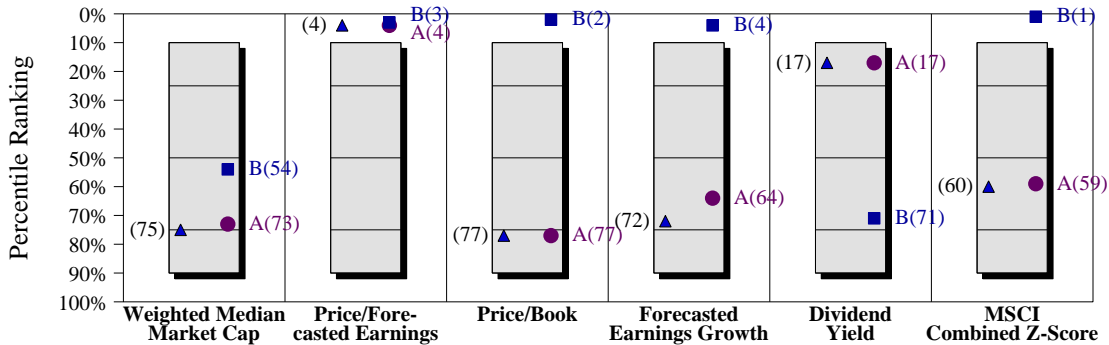 Percentile Ranking
0%
10%
20%
30%
40%
50%
60%
70%
80%
90%
100%
(75)
B(54)
A(73)
Weighted Median
Market Cap
(4)
B(3)
A(4)
Price/Fore-
casted Earnings
B(2)
(77)
A(77)
Price/Book
B(4)
(72)
A(64)
Forecasted
Earnings Growth
(17)
A(17)
B(71)
Dividend
Yield
B(1)
(60)
A(59)
MSCI
Combined Z-Score